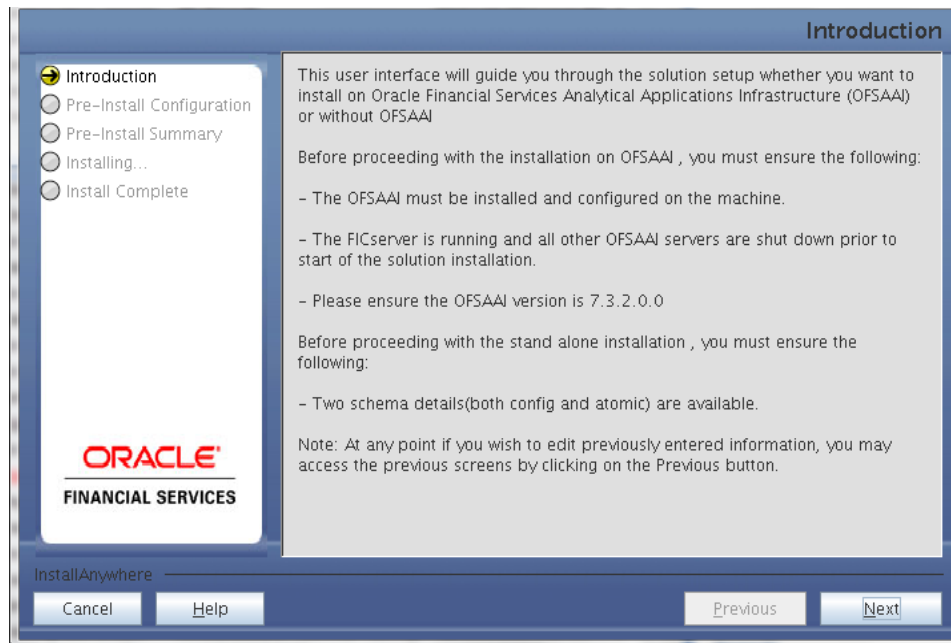 Introduction
Introduction
Pre-Install Configuration
Pre-Install Summary
Installing...
Install Complete
ORACLE®
FINANCIAL SERVICES
This user interface will guide you through the solution setup whether you want to
install on Oracle Financial Services Analytical Applications Infrastructure (OFSAAI)
or without OFSAAI
Before proceeding with the installation on OFSAAI , you must ensure the following:
- The OFSAAI must be installed and configured on the machine.
- The FICserver is running and all other OFSAAI servers are shut down prior to
start of the solution installation.
- Please ensure the OFSAAI version is 7.3.2.0.0
Before proceeding with the stand alone installation , you must ensure the
following:
- Two schema details(both config and atomic) are available.
Note: At any point if you wish to edit previously entered information, you may
access the previous screens by clicking on the Previous button.
InstallAnywhere
Cancel
Help
Previous
Next